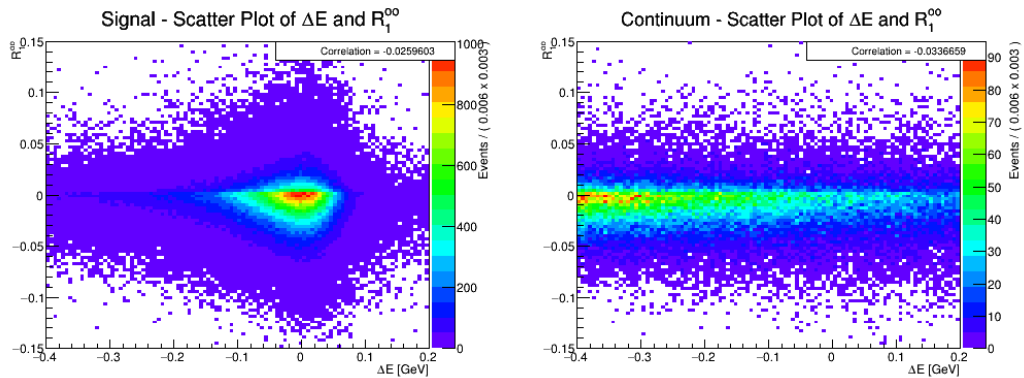 Signal - Scatter Plot of ΔE and R₁ᵒᵒ
Correlation = -0.0259603
R₁ᵒᵒ
0.15
0.1
0.05
0
−0.05
−0.1
−0.15
−0.4 −0.3 −0.2 −0.1 0 0.1 0.2
ΔE [GeV]
1000
800
600
400
200
0
Events / ( 0.006 x 0.003 )
Continuum - Scatter Plot of ΔE and R₁ᵒᵒ
Correlation = -0.0336659
R₁ᵒᵒ
0.15
0.1
0.05
0
−0.05
−0.1
−0.15
−0.4 −0.3 −0.2 −0.1 0 0.1 0.2
ΔE [GeV]
90
80
70
60
50
40
30
20
10
0
Events / ( 0.006 x 0.003 )